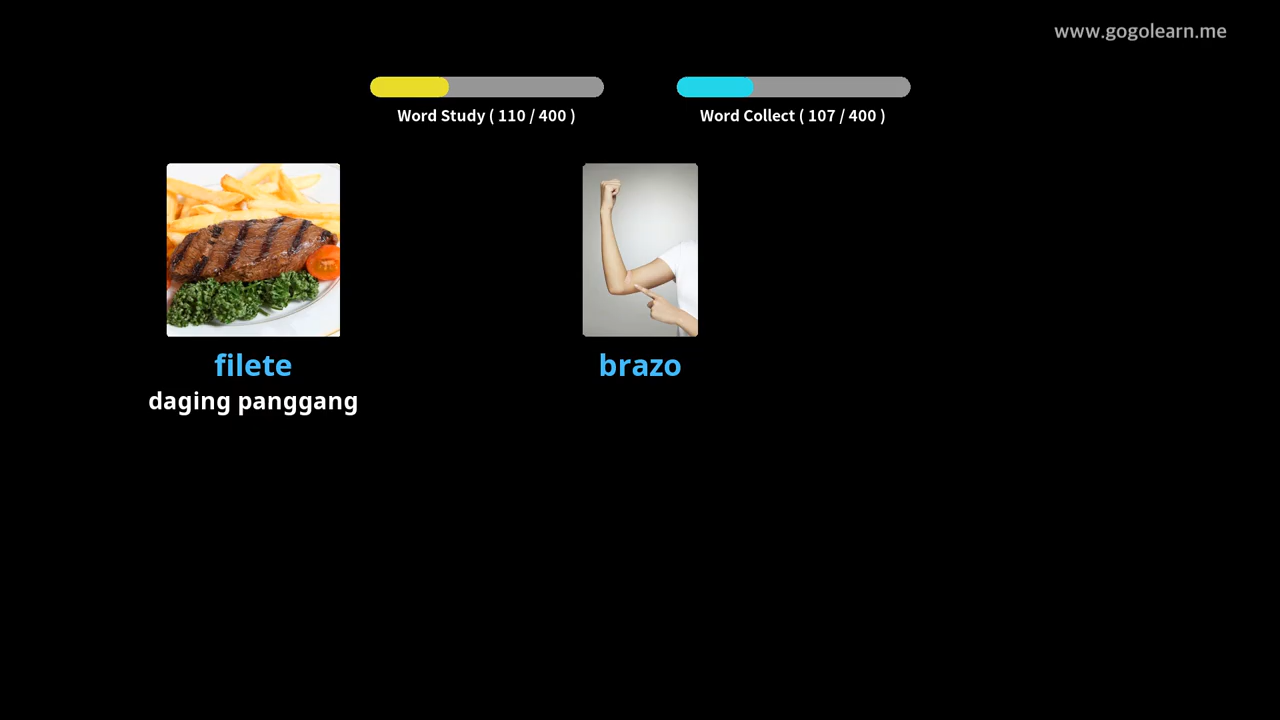 www.gogolearn.me
Word Study ( 110 / 400 )
Word Collect ( 107 / 400 )
filete
daging panggang
brazo